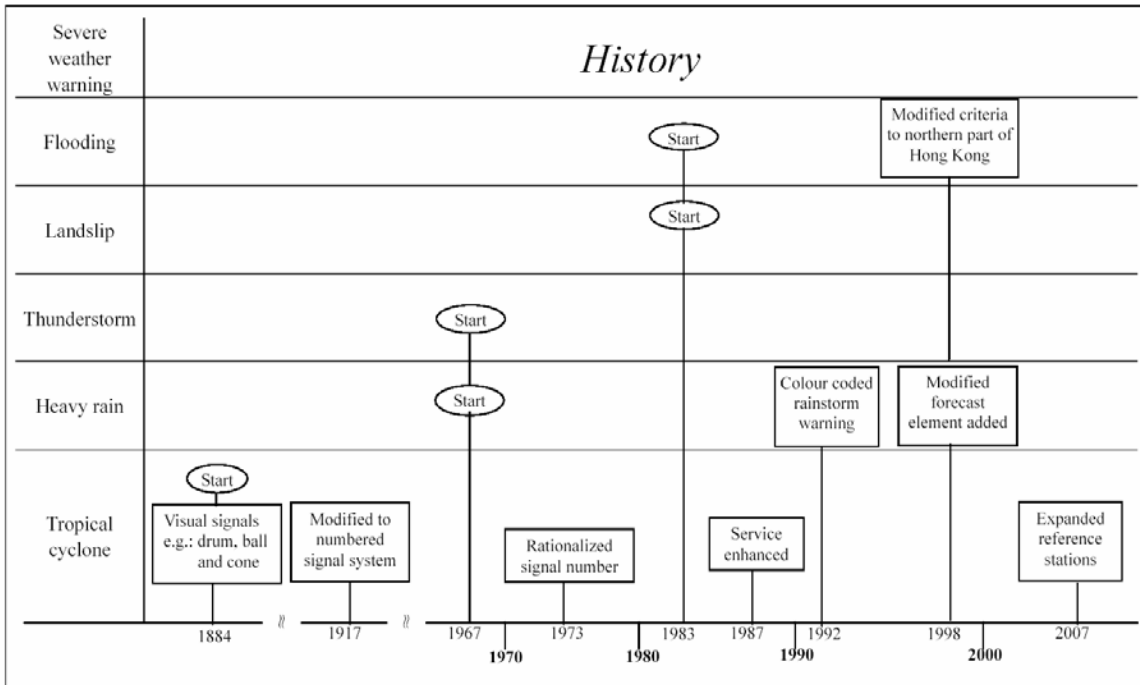 Severe
weather
warning
History
Flooding
Start
Modified criteria
to northern part of
Hong Kong
Landslip
Start
Thunderstorm
Start
Heavy rain
Start
Colour coded
rainstorm
warning
Modified
forecast
element added
Tropical
cyclone
Start
Visual signals
e.g.: drum, ball
and cone
Modified to
numbered
signal system
Rationalized
signal number
Service
enhanced
Expanded
reference
stations
1884
1917
1967
1973
1983
1987
1992
1998
2007
1970
1980
1990
2000